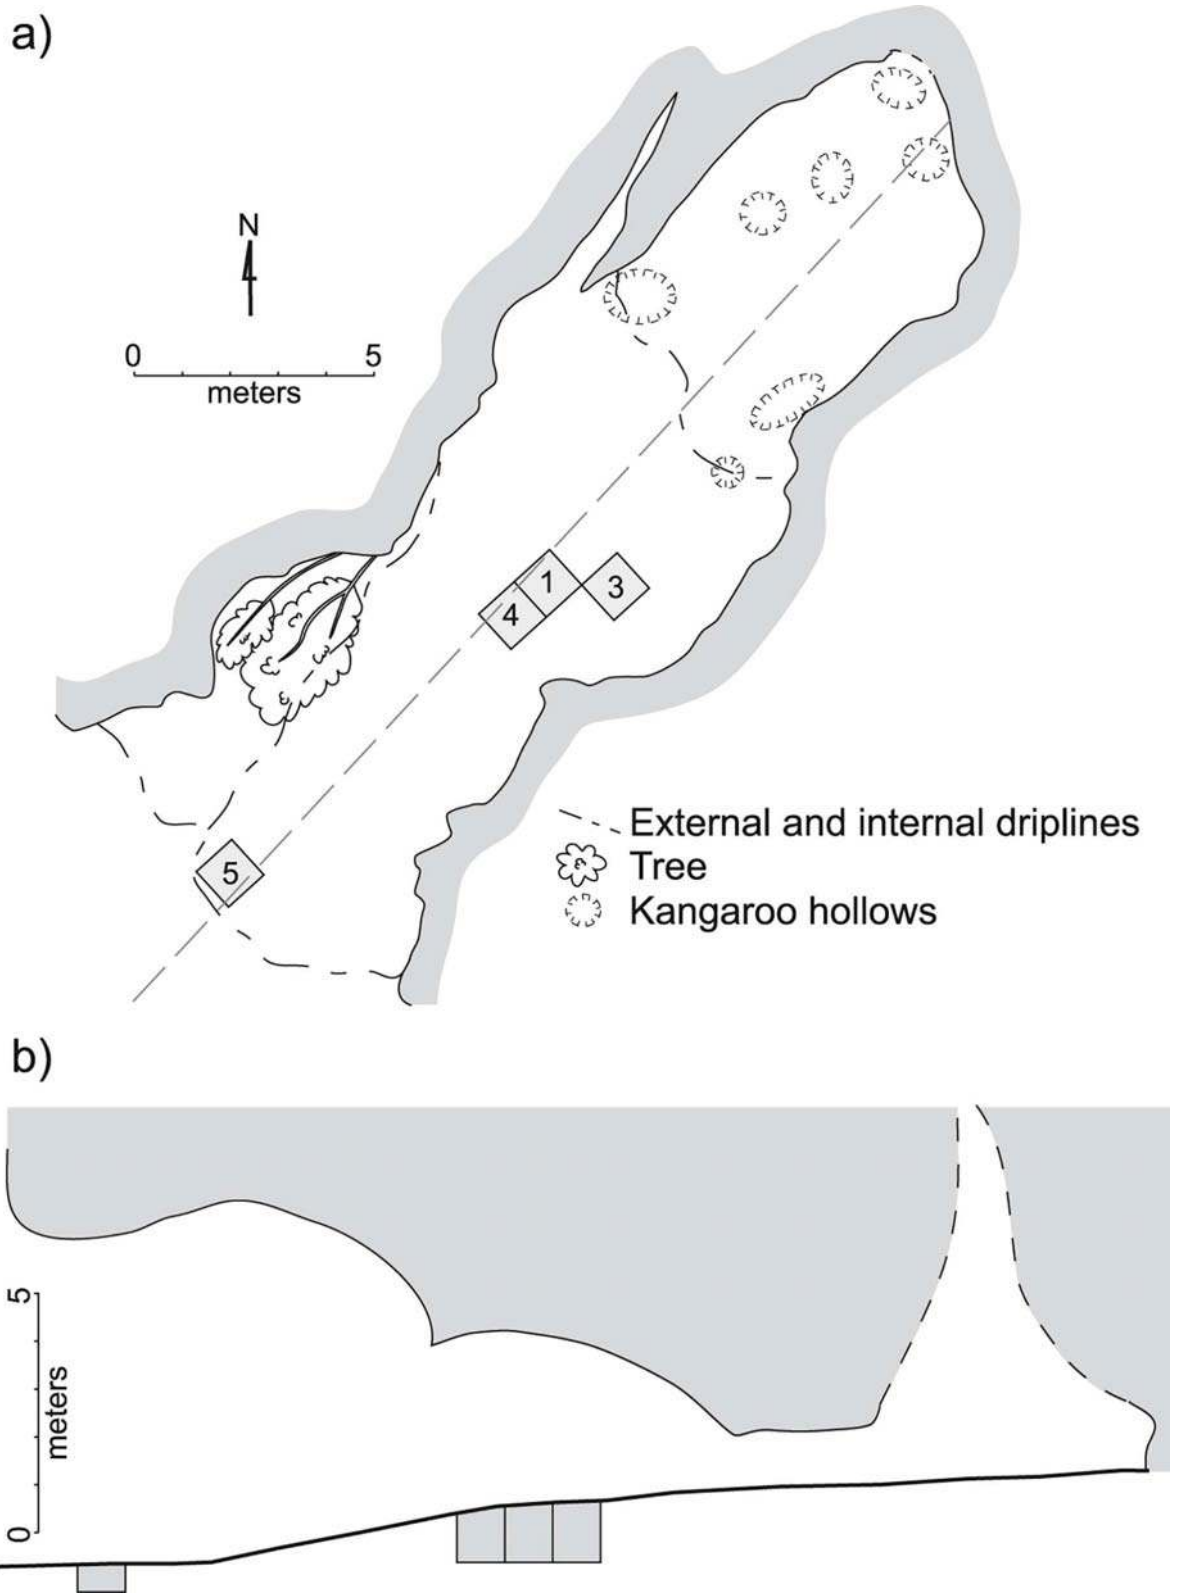 a)
N
0 5
meters
1
3
4
5
External and internal driplines
Tree
Kangaroo hollows
b)
5
meters
0